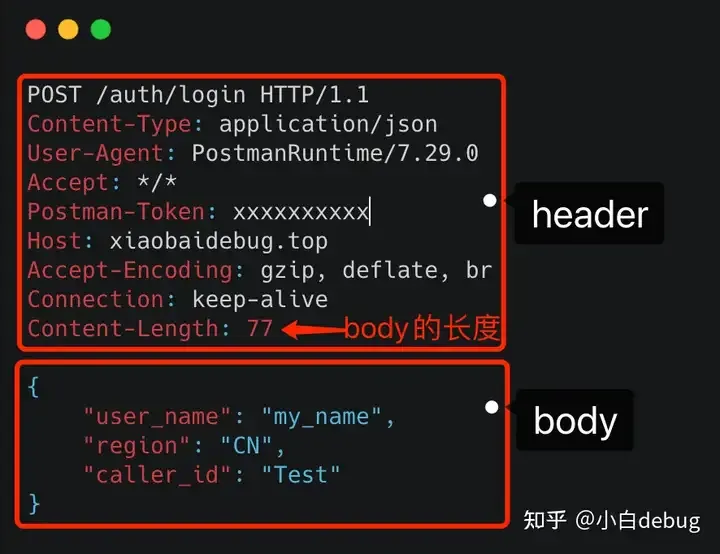 POST /auth/login HTTP/1.1
Content-Type: application/json
User-Agent: PostmanRuntime/7.29.0
Accept: */*
Postman-Token: xxxxxxxxxx
Host: xiaobaidebug.top
Accept-Encoding: gzip, deflate, br
Connection: keep-alive
Content-Length: 77 body的长度
header
{
    "user_name": "my_name",
    "region": "CN",
    "caller_id": "Test"
}
body
知乎 @小白debug